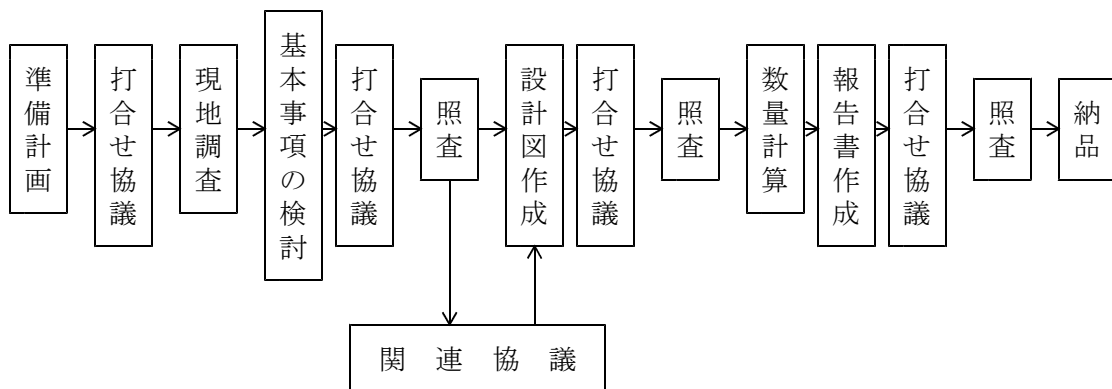 準備計画
打合せ協議
現地調査
基本事項の検討
打合せ協議
照査
設計図作成
打合せ協議
照査
数量計算
報告書作成
打合せ協議
照査
納品
関連協議